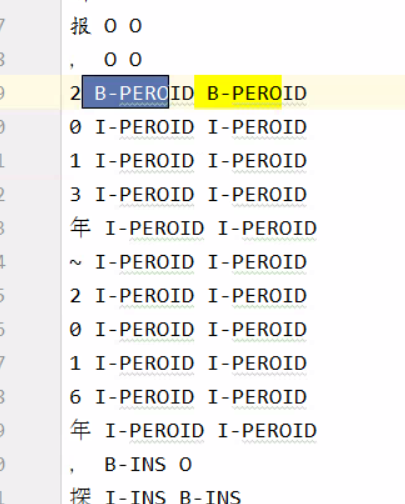 报 O O
, O O
2 B-PEROID B-PEROID
0 I-PEROID I-PEROID
1 I-PEROID I-PEROID
3 I-PEROID I-PEROID
年 I-PEROID I-PEROID
~ I-PEROID I-PEROID
2 I-PEROID I-PEROID
0 I-PEROID I-PEROID
1 I-PEROID I-PEROID
6 I-PEROID I-PEROID
年 I-PEROID I-PEROID
, B-INS O
探 I-INS B-INS